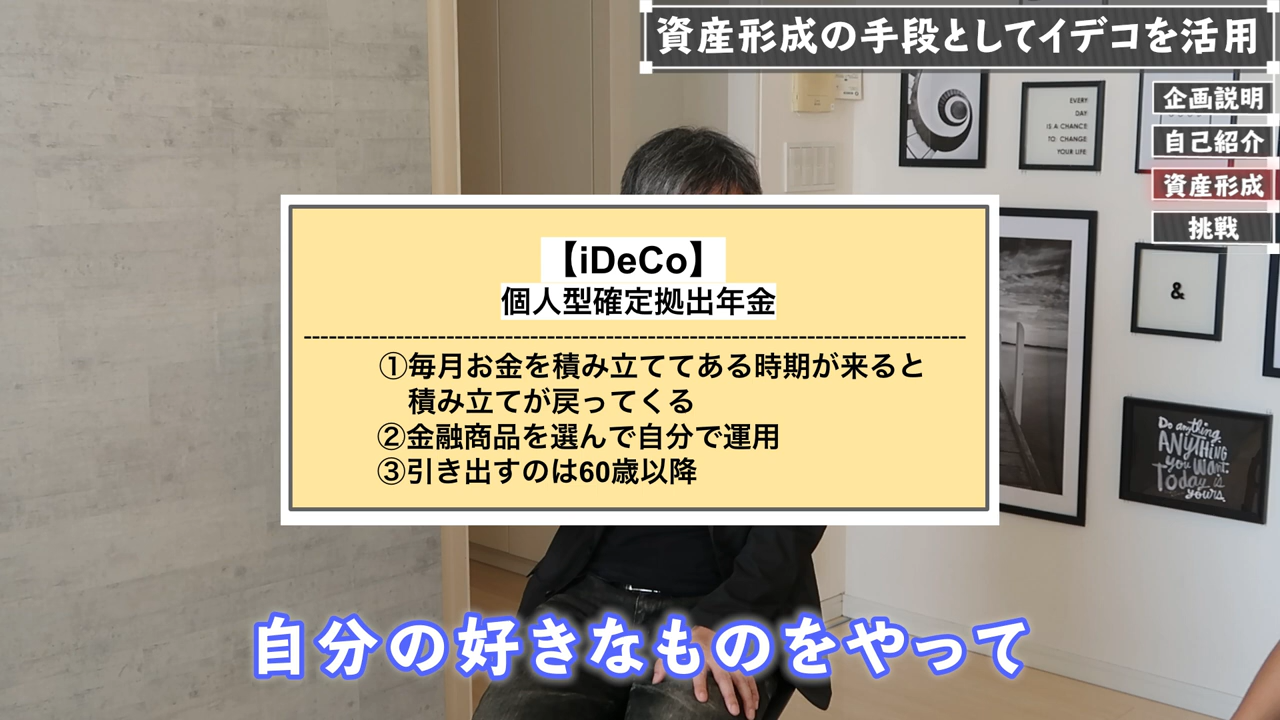 資産形成の手段としてイデコを活用
企画説明
自己紹介
資産形成
挑戦
EVERY
DAY
IS A CHANCE
TO CHANGE
YOUR LIFE
【iDeCo】
個人型確定拠出年金
①毎月お金を積み立ててある時期が来ると
積み立てが戻ってくる
②金融商品を選んで自分で運用
③引き出すのは60歳以降
&
Do anything,
ANYTHING
you want.
Today is
yours.
自分の好きなものをやって